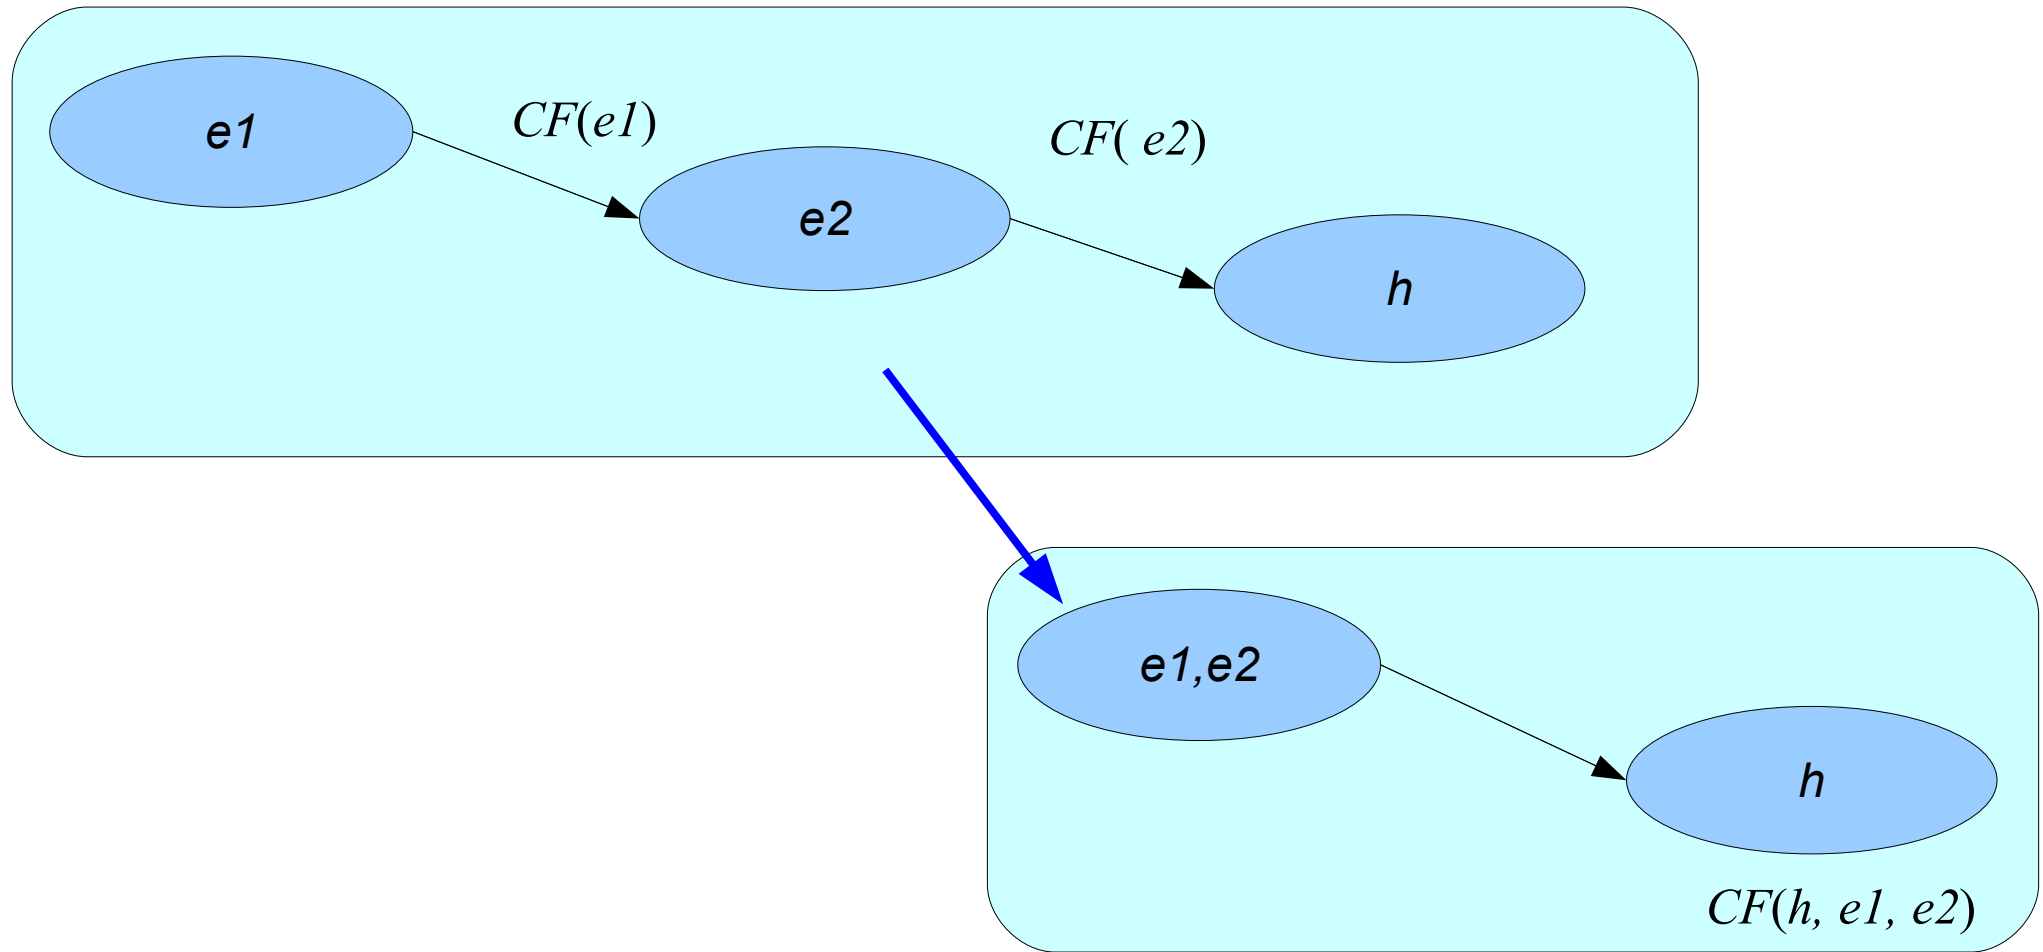 e1
CF(e1)
CF( e2)
e2
h
e1,e2
h
CF(h, e1, e2)